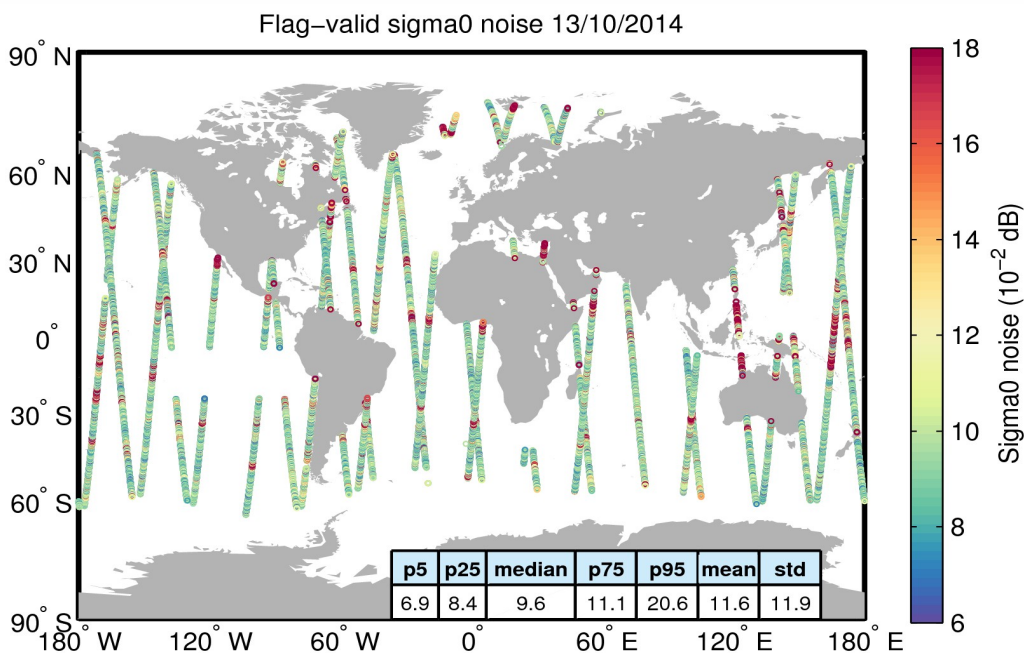 Flag−valid sigma0 noise 13/10/2014
90° N
60° N
30° N
0°
30° S
60° S
90° S
180° W
120° W
60° W
0°
60° E
120° E
180° E
p5 p25 median p75 p95 mean std
6.9 8.4 9.6 11.1 20.6 11.6 11.9
18
16
14
12
10
8
6
Sigma0 noise (10⁻² dB)